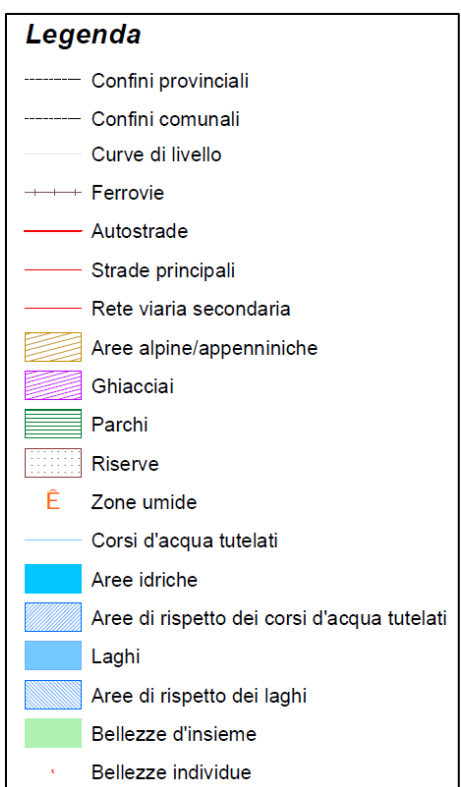 Legenda
Confini provinciali
Confini comunali
Curve di livello
Ferrovie
Autostrade
Strade principali
Rete viaria secondaria
Aree alpine/appenniniche
Ghiacciai
Parchi
Riserve
Ê Zone umide
Corsi d'acqua tutelati
Aree idriche
Aree di rispetto dei corsi d'acqua tutelati
Laghi
Aree di rispetto dei laghi
Bellezze d'insieme
Bellezze individue